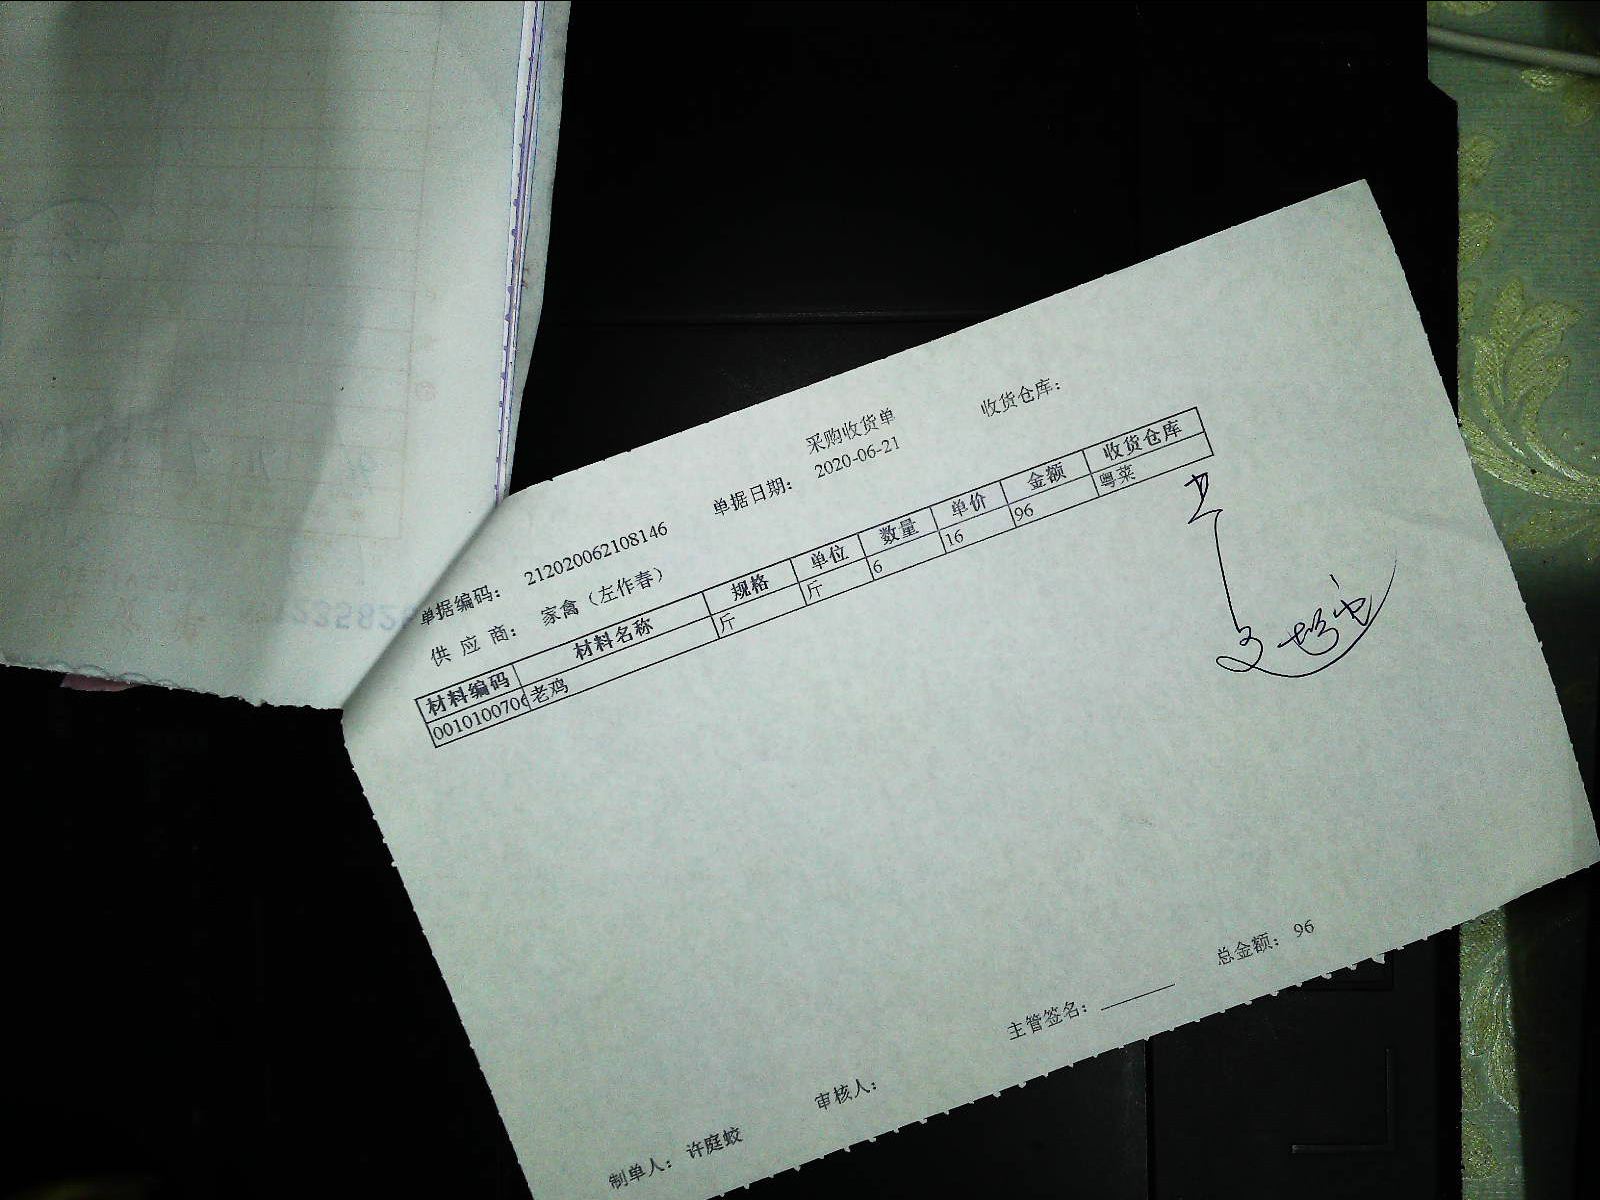 采购收货单
单据编码： 212020062108146 单据日期： 2020-06-21 收货仓库：
供 应 商： 家禽（左作春）
材料编码 材料名称 规格 单位 数量 单价 金额 收货仓库
0010100706 老鸡 斤 斤 6 16 96 粤菜
主管签名：________ 总金额： 96
制单人： 许庭蛟 审核人：